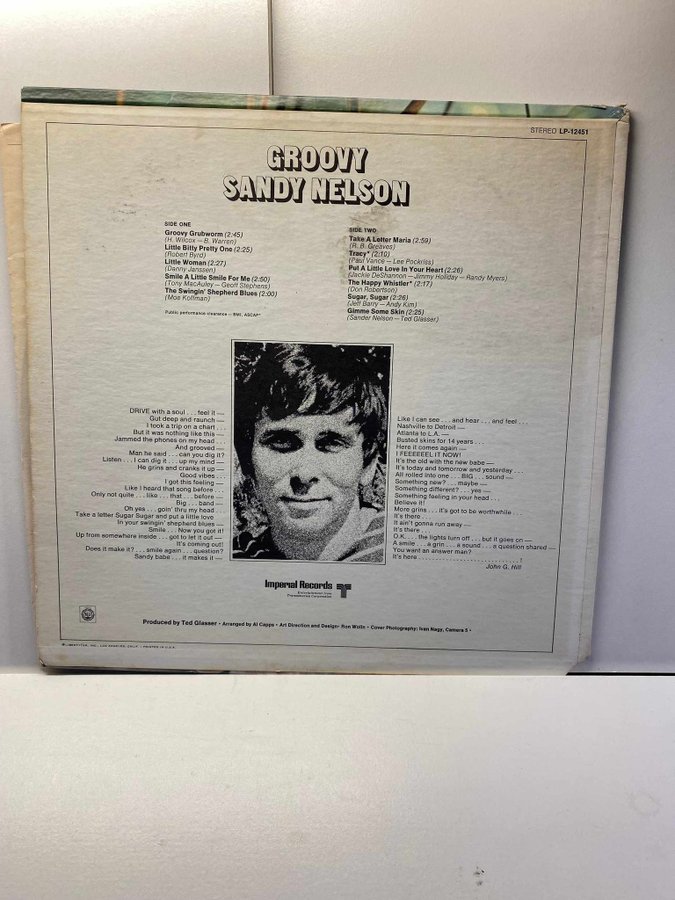 STEREO LP-12451
GROOVY
SANDY NELSON
SIDE ONE
Groovy Grubworm (2:45)
(H. Wilcox — B. Warren)
Little Bitty Pretty One (2:25)
(Robert Byrd)
Little Woman (2:27)
(Danny Janssen)
Smile A Little Smile For Me (2:60)
(Tony MacAuley — Geoff Stephens)
The Swingin' Shepherd Blues (2:00)
(Moe Koffman)
Public performance clearance — BMI, ASCAP*
SIDE TWO
Take A Letter Maria (2:59)
(R. B. Greaves)
Tracy* (2:10)
(Paul Vance — Lee Pockriss)
Put A Little Love In Your Heart (2:26)
(Jackie DeShannon — Jimmy Holiday — Randy Myers)
The Happy Whistler* (2:17)
(Don Robertson)
Sugar, Sugar (2:26)
(Jeff Barry — Andy Kim)
Gimme Some Skin (2:25)
(Sander Nelson — Ted Glasser)
DRIVE with a soul . . . feel it —
Gut deep and raunch —
I took a trip on a chart . . .
But it was nothing like this —
Jammed the phones on my head . . .
And grooved —
Man he said . . . can you dig it?
Listen . . . I can dig it . . . up my mind —
He grins and cranks it up —
Good vibes . . .
I got this feeling —
Like I heard that song before . . .
Only not quite . . . like . . . that . . . before —
Big . . . band —
Oh yes . . . goin' thru my head . . .
Take a letter Sugar Sugar and put a little love
In your swingin' shepherd blues —
Smile . . . Now you got it!
Up from somewhere inside . . . got to let it out —
It's coming out!
Does it make it? . . . smile again . . . question?
Sandy babe . . . it makes it —
Like I can see . . . and hear . . . and feel . . .
Nashville to Detroit —
Atlanta to L.A. —
Busted skins for 14 years . . .
Here it comes again —
I FEEEEEL IT NOW!
It's the old with the new babe —
It's today and tomorrow and yesterday . . .
All rolled into one . . . BIG . . . sound —
Something new? . . . maybe —
Something different? . . . yes —
Something feeling in your head . . .
Believe it!
More grins . . . it's got to be worthwhile . . .
It's there . . .
It ain't gonna run away —
It's there . . .
O.K. . . . the lights turn off . . . but it goes on —
A smile . . . a grin . . . a sound . . . a question shared —
You want an answer man?
It's here . . . . . . . . . . . . . . . . . . . . . . . . . . . !
John G. Hill
Imperial Records
Entertainment from
Transamerica Corporation
Produced by Ted Glasser • Arranged by Al Capps • Art Direction and Design- Ron Wolin • Cover Photography: Ivan Nagy, Camera 5 •
© LIBERTY/UA, INC., LOS ANGELES, CALIF. • PRINTED IN U.S.A.